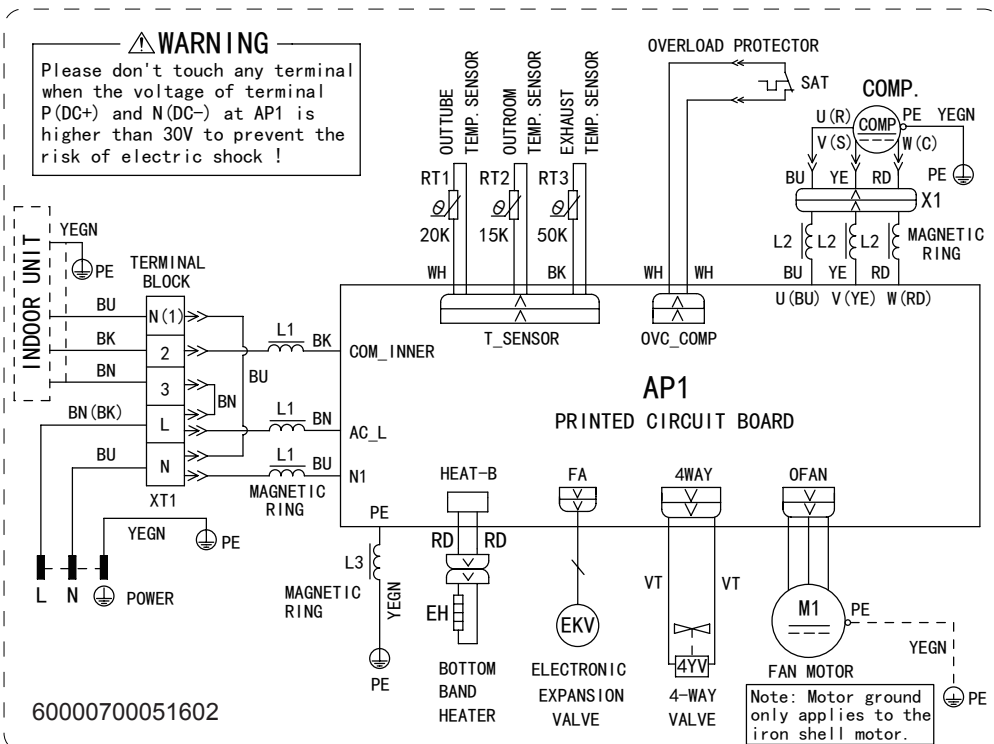 WARNING
Please don't touch any terminal
when the voltage of terminal
P(DC+) and N(DC-) at AP1 is
higher than 30V to prevent the
risk of electric shock !
OUTTUBE
TEMP. SENSOR
OUTROOM
TEMP. SENSOR
EXHAUST
TEMP. SENSOR
RT1
RT2
RT3
θ
θ
θ
20K
15K
50K
WH
BK
OVERLOAD PROTECTOR
SAT
WH
WH
COMP.
U(R)
COMP
PE
YEGN
V(S)
W(C)
PE
BU
YE
RD
X1
L2
L2
L2
MAGNETIC
RING
BU
YE
RD
U(BU)
V(YE)
W(RD)
INDOOR UNIT
YEGN
PE
TERMINAL
BLOCK
BU
N(1)
BK
2
BN
3
BN(BK)
L
BU
N
XT1
BN
BU
L1
BK
L1
BN
L1
BU
MAGNETIC
RING
YEGN
PE
L
N
POWER
T_SENSOR
OVC_COMP
COM_INNER
AC_L
N1
AP1
PRINTED CIRCUIT BOARD
PE
HEAT-B
FA
4WAY
OFAN
L3
MAGNETIC
RING
YEGN
PE
RD
RD
EH
BOTTOM
BAND
HEATER
EKV
ELECTRONIC
EXPANSION
VALVE
VT
VT
4YV
4-WAY
VALVE
M1
PE
YEGN
FAN MOTOR
PE
Note: Motor ground
only applies to the
iron shell motor.
60000700051602